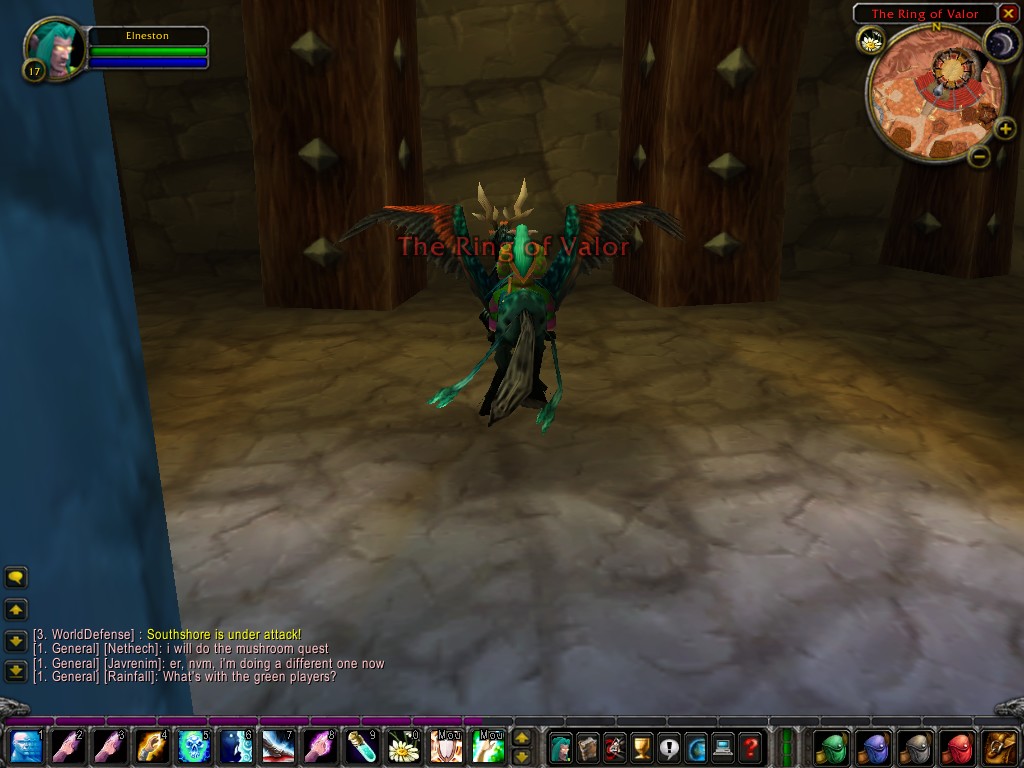 Elneston
17
The Ring of Valor
N
The Ring of Valor
[3. WorldDefense] : Southshore is under attack!
[1. General] [Nethech]: i will do the mushroom quest
[1. General] [Javrenim]: er, nvm, i'm doing a different one now
[1. General] [Rainfall]: What's with the green players?
1 2 3 4 5 6 7 8 9 0 Mou Mou